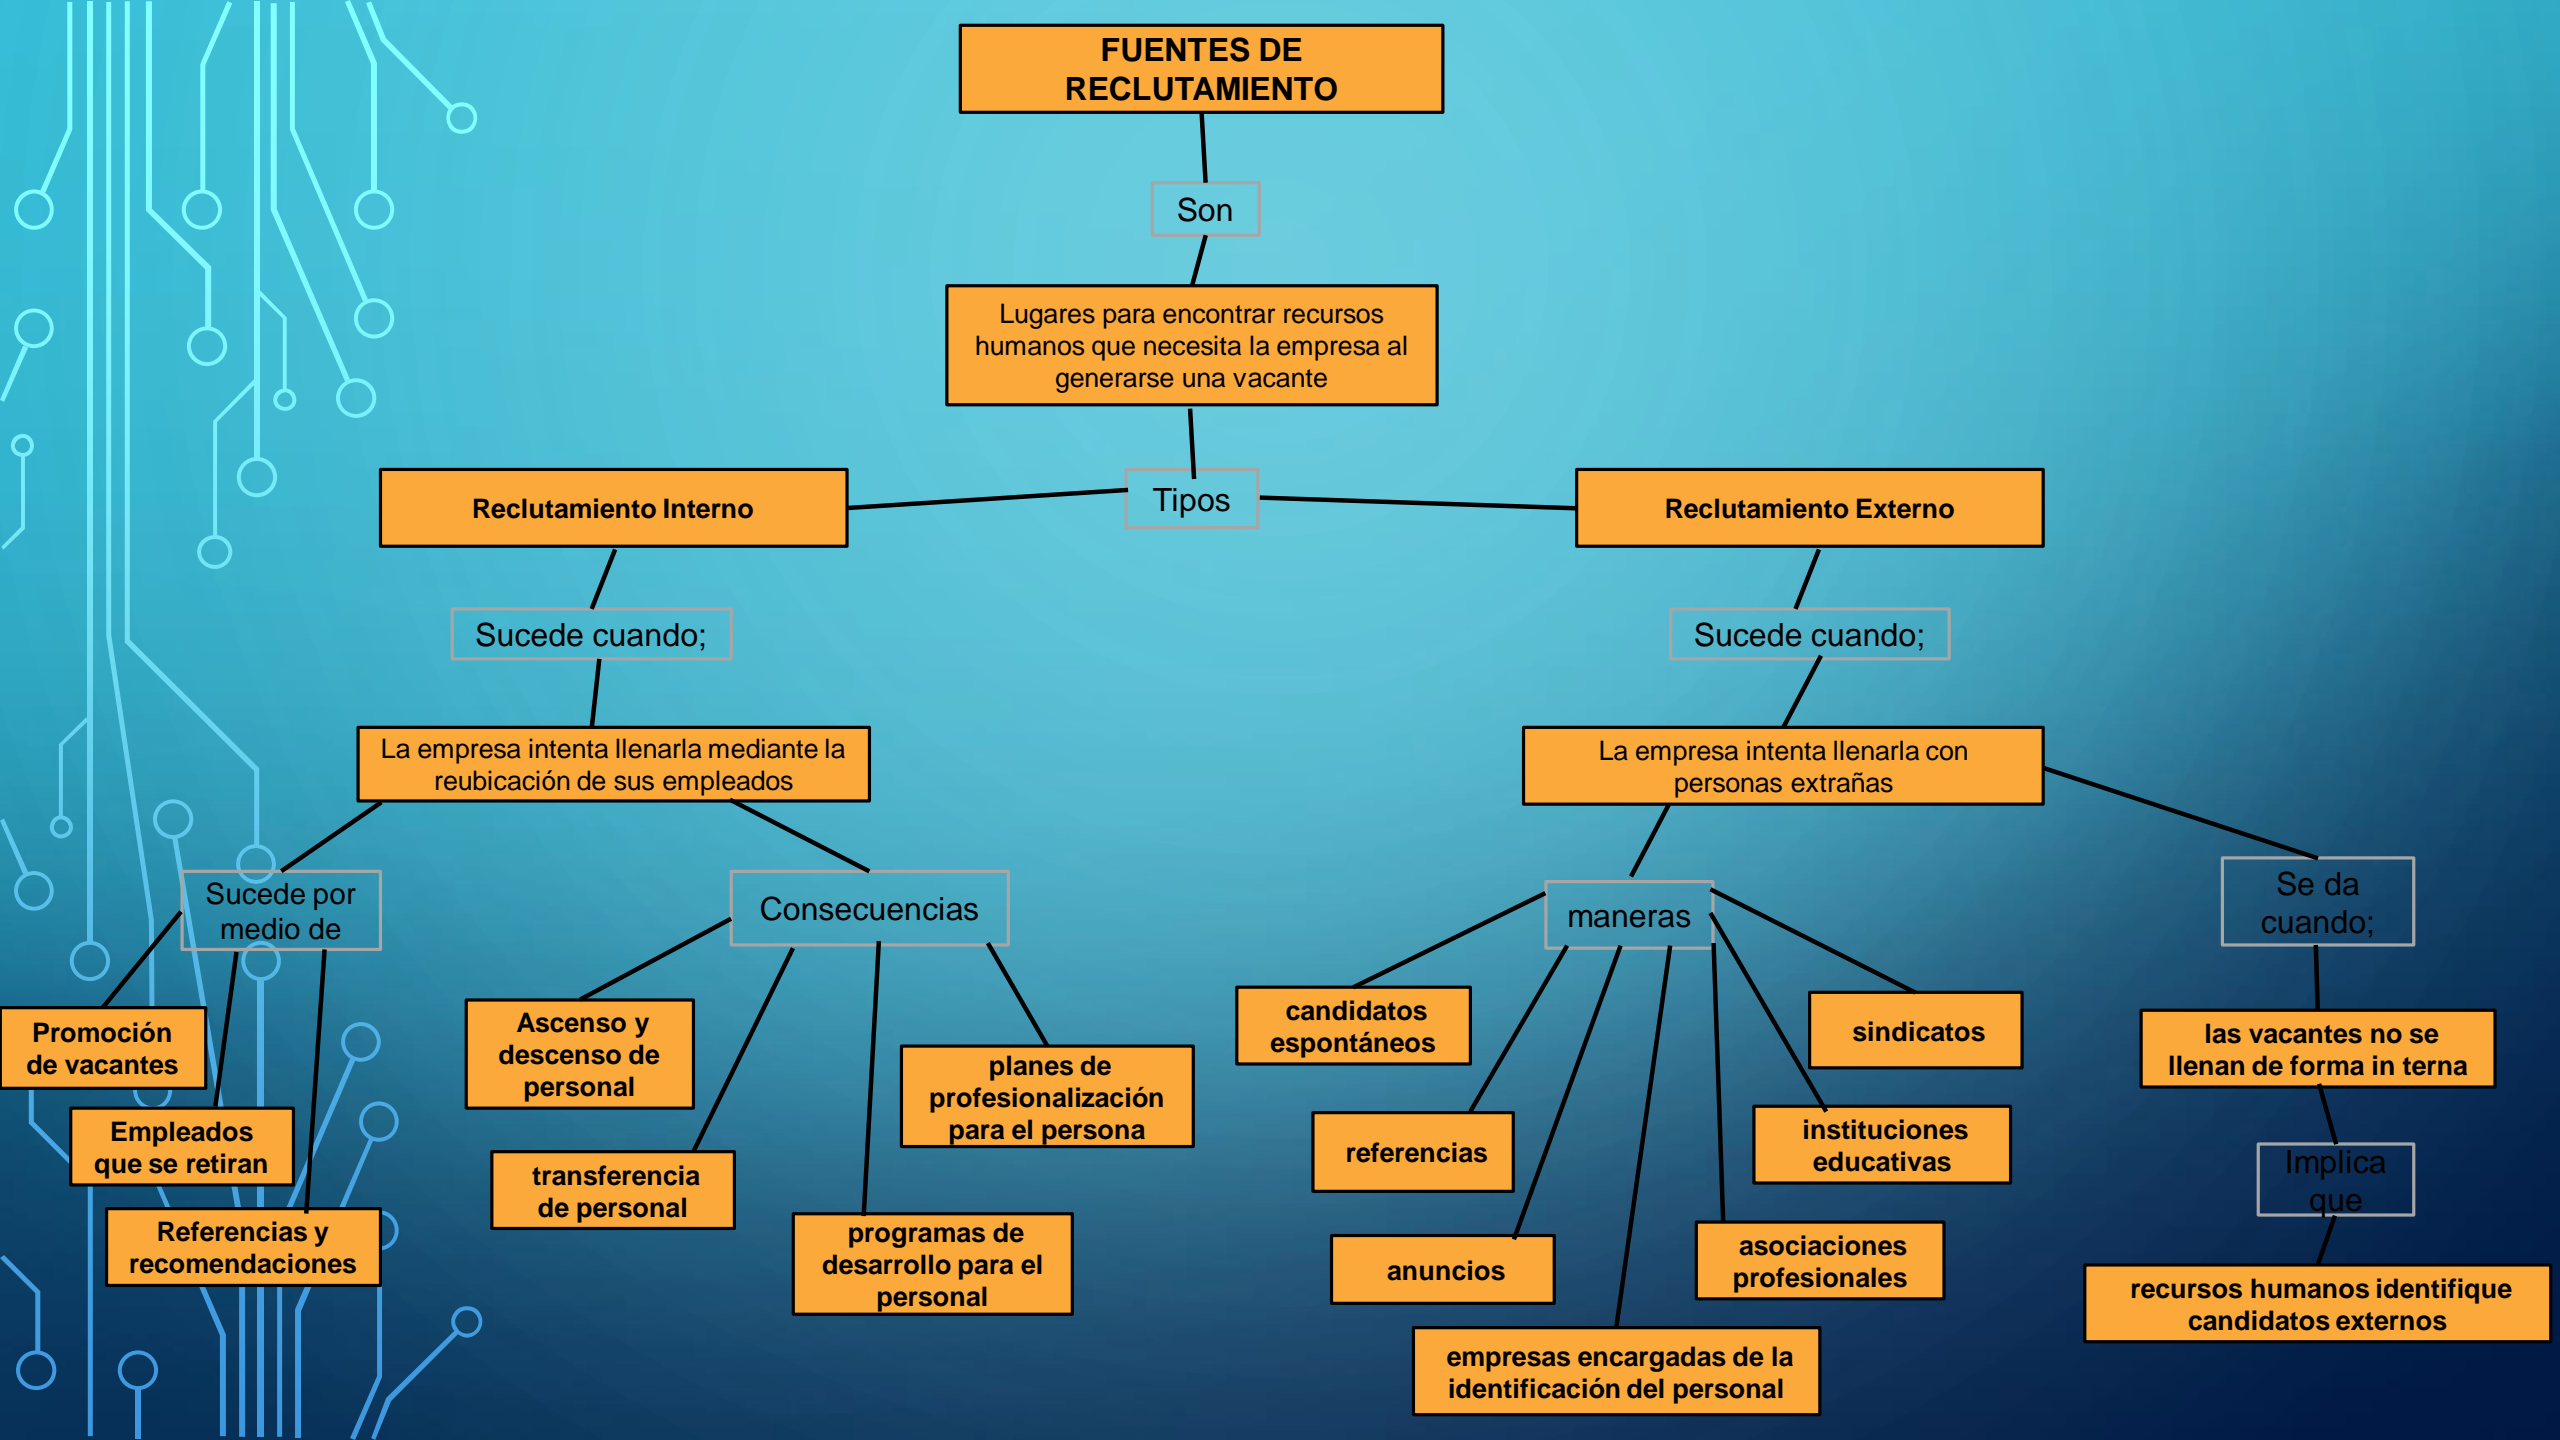 FUENTES DE
RECLUTAMIENTO
Son
Lugares para encontrar recursos
humanos que necesita la empresa al
generarse una vacante
Tipos
Reclutamiento Interno
Reclutamiento Externo
Sucede cuando;
Sucede cuando;
La empresa intenta llenarla mediante la
reubicación de sus empleados
La empresa intenta llenarla con
personas extrañas
Sucede por
medio de
Consecuencias
maneras
Se da
cuando;
Promoción
de vacantes
Empleados
que se retiran
Referencias y
recomendaciones
Ascenso y
descenso de
personal
transferencia
de personal
programas de
desarrollo para el
personal
planes de
profesionalización
para el persona
candidatos
espontáneos
referencias
anuncios
empresas encargadas de la
identificación del personal
asociaciones
profesionales
instituciones
educativas
sindicatos
las vacantes no se
llenan de forma in terna
Implica
que
recursos humanos identifique
candidatos externos